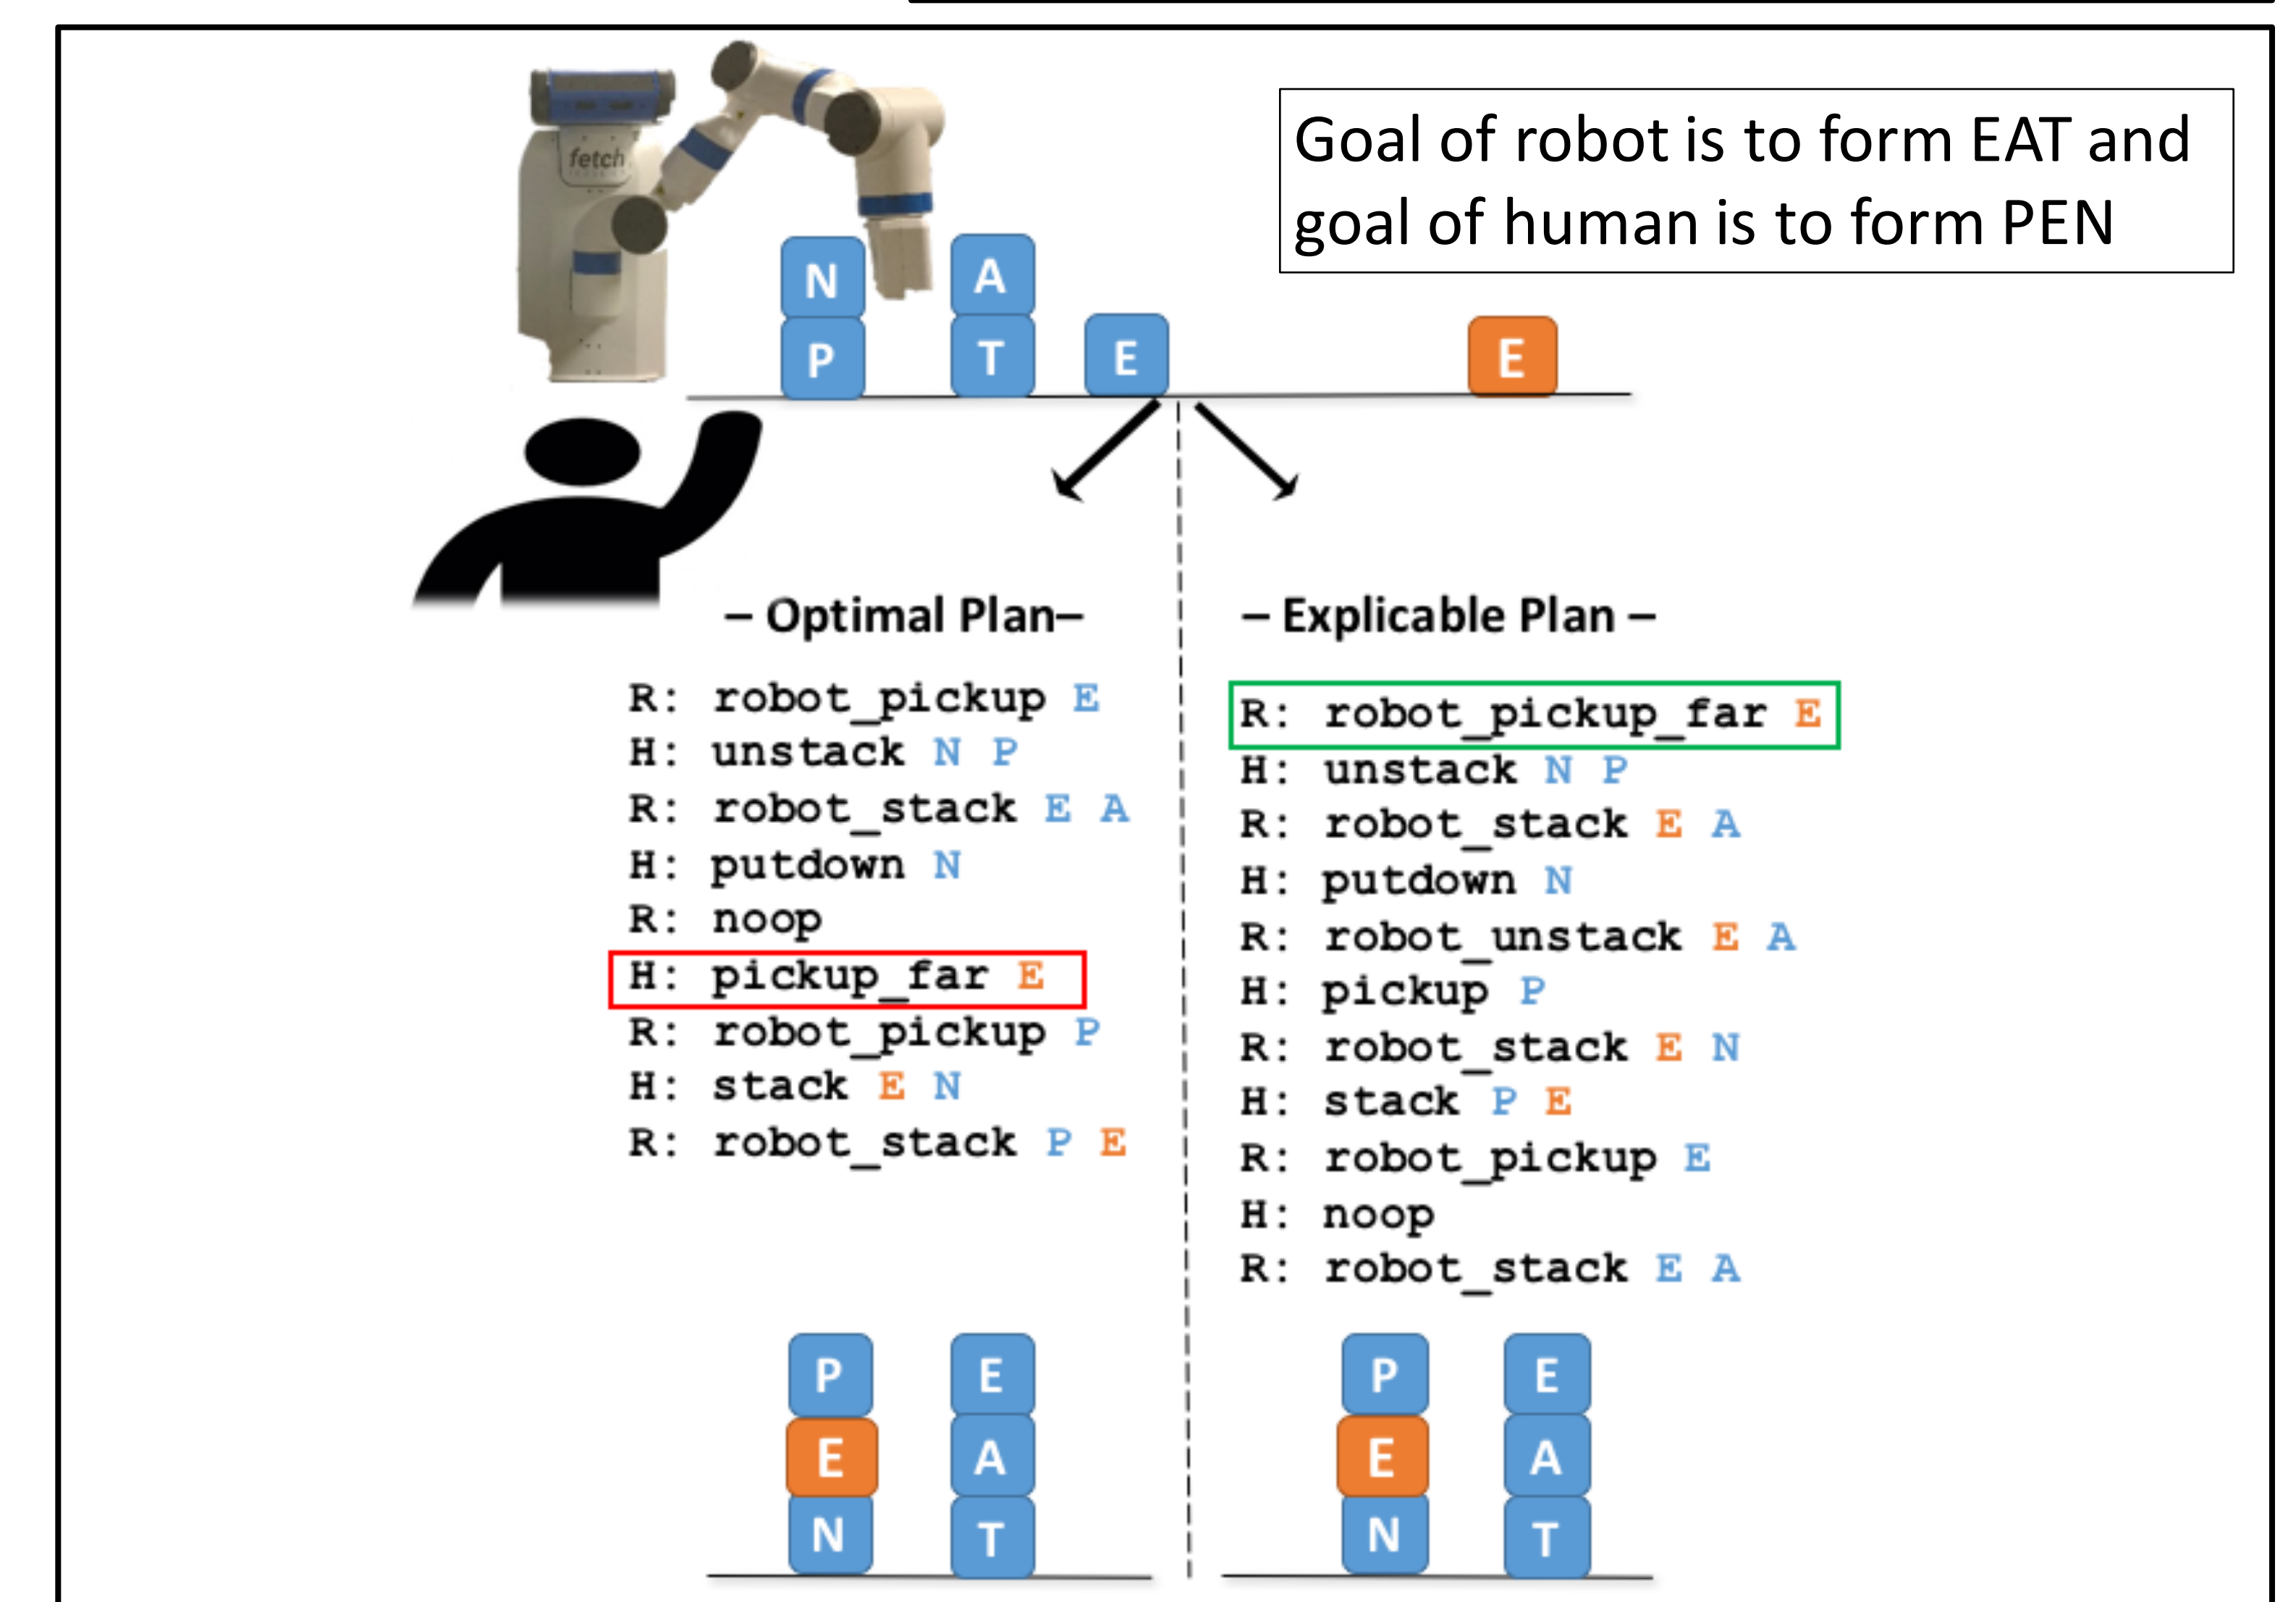 Goal of robot is to form EAT and
goal of human is to form PEN
fetch
N
A
P
T
E
E
– Optimal Plan–
R: robot_pickup E
H: unstack N P
R: robot_stack E A
H: putdown N
R: noop
H: pickup_far E
R: robot_pickup P
H: stack E N
R: robot_stack P E
– Explicable Plan –
R: robot_pickup_far E
H: unstack N P
R: robot_stack E A
H: putdown N
R: robot_unstack E A
H: pickup P
R: robot_stack E N
H: stack P E
R: robot_pickup E
H: noop
R: robot_stack E A
P
E
N
E
A
T
P
E
N
E
A
T